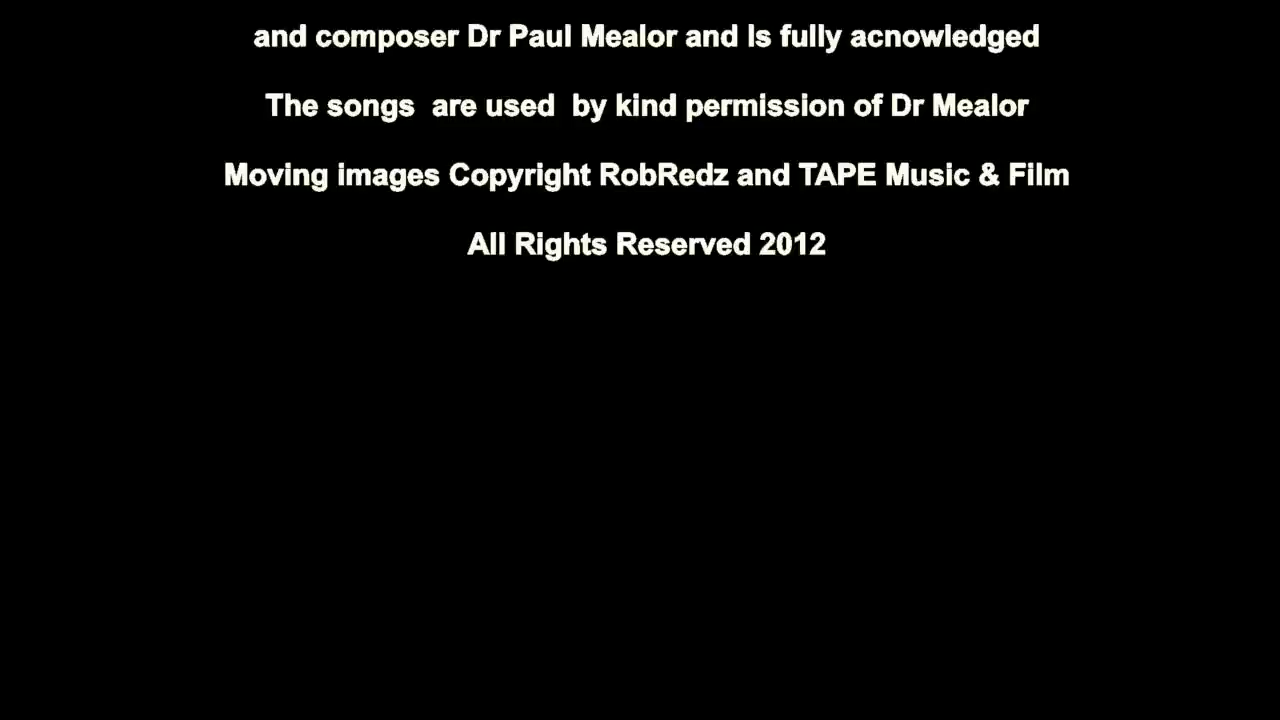 and composer Dr Paul Mealor and Is fully acnowledged
The songs  are used  by kind permission of Dr Mealor
Moving images Copyright RobRedz and TAPE Music & Film
All Rights Reserved 2012